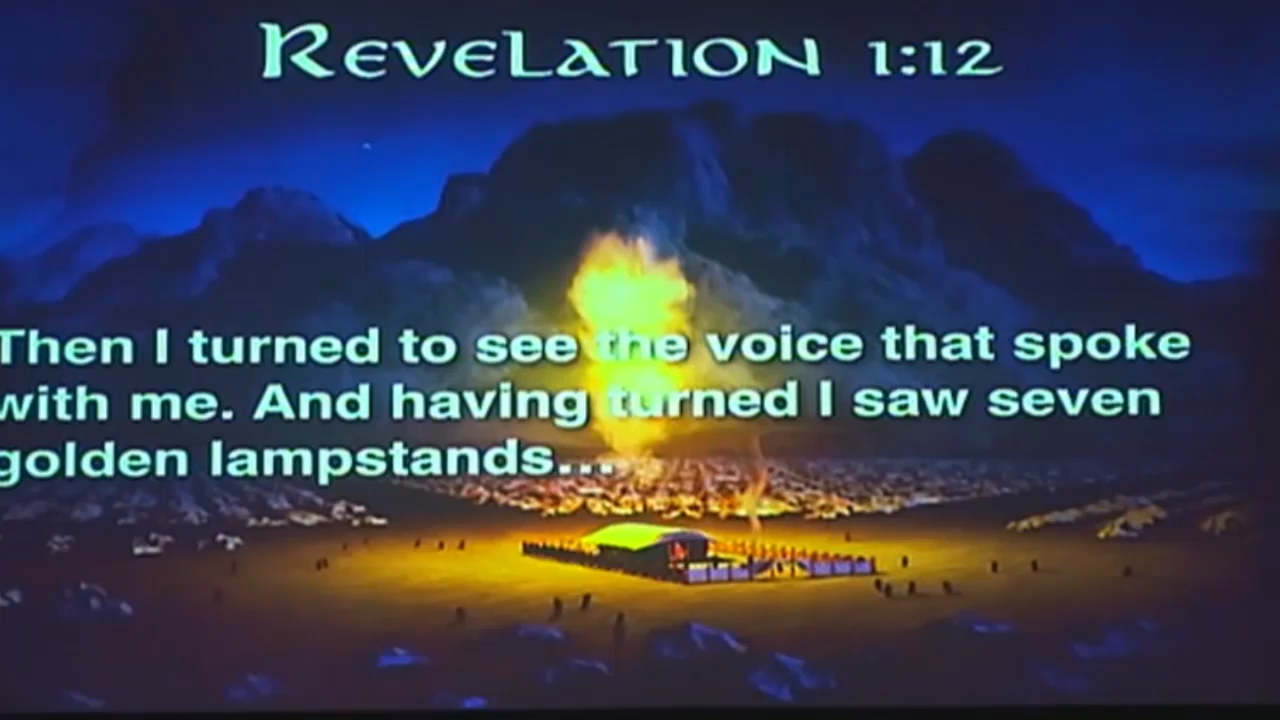 Revelation 1:12
Then I turned to see the voice that spoke
with me. And having turned I saw seven
golden lampstands...